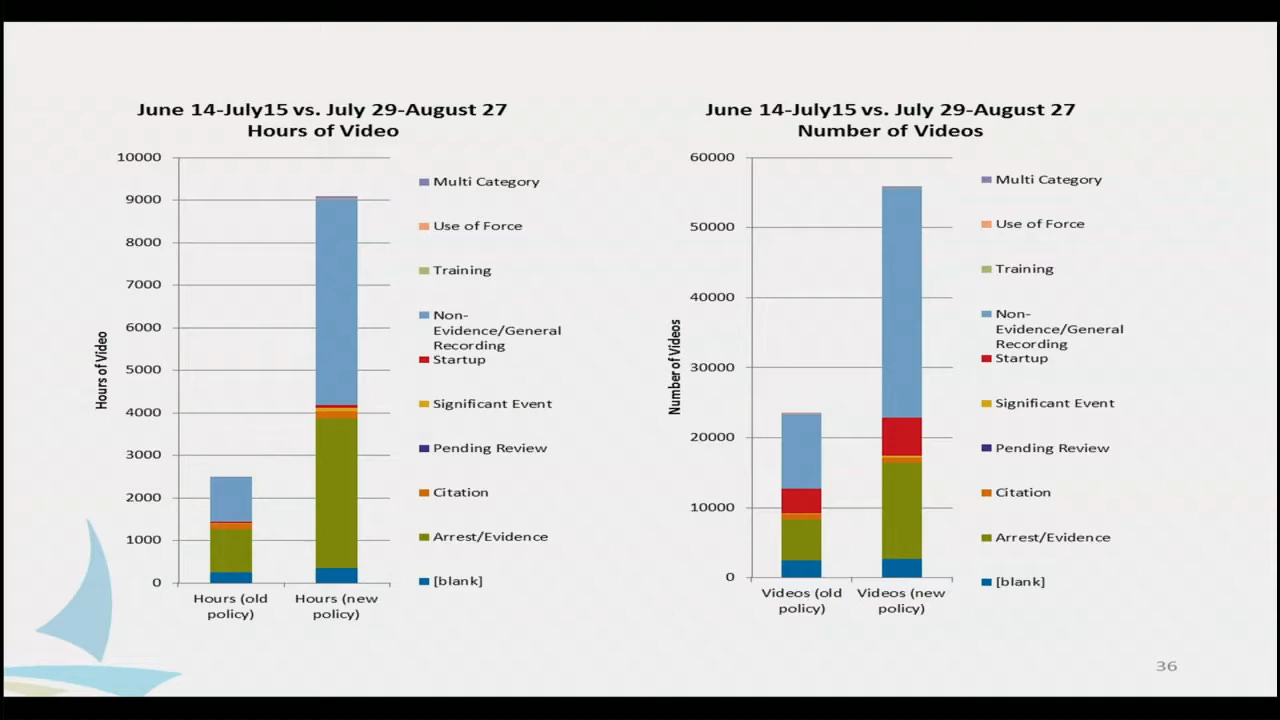 June 14-July15 vs. July 29-August 27
Hours of Video
10000
9000
8000
7000
6000
5000
4000
3000
2000
1000
0
Hours of Video
Hours (old
policy)
Hours (new
policy)
Multi Category
Use of Force
Training
Non-
Evidence/General
Recording
Startup
Significant Event
Pending Review
Citation
Arrest/Evidence
[blank]
June 14-July15 vs. July 29-August 27
Number of Videos
60000
50000
40000
30000
20000
10000
0
Number of Videos
Videos (old
policy)
Videos (new
policy)
Multi Category
Use of Force
Training
Non-
Evidence/General
Recording
Startup
Significant Event
Pending Review
Citation
Arrest/Evidence
[blank]
36